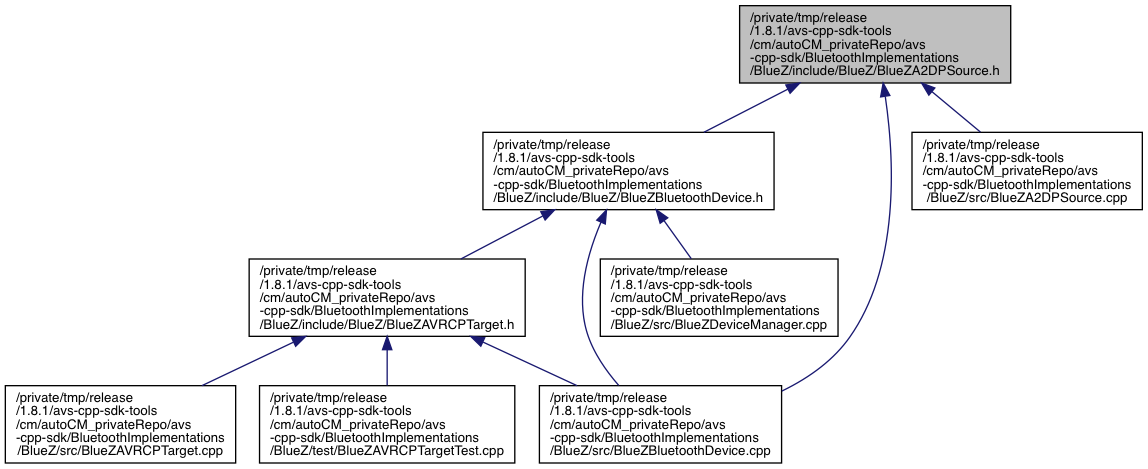 /private/tmp/release
/1.8.1/avs-cpp-sdk-tools
/cm/autoCM_privateRepo/avs
-cpp-sdk/BluetoothImplementations
/BlueZ/include/BlueZ/BlueZA2DPSource.h
/private/tmp/release
/1.8.1/avs-cpp-sdk-tools
/cm/autoCM_privateRepo/avs
-cpp-sdk/BluetoothImplementations
/BlueZ/include/BlueZ/BlueZBluetoothDevice.h
/private/tmp/release
/1.8.1/avs-cpp-sdk-tools
/cm/autoCM_privateRepo/avs
-cpp-sdk/BluetoothImplementations
/BlueZ/src/BlueZA2DPSource.cpp
/private/tmp/release
/1.8.1/avs-cpp-sdk-tools
/cm/autoCM_privateRepo/avs
-cpp-sdk/BluetoothImplementations
/BlueZ/include/BlueZ/BlueZAVRCPTarget.h
/private/tmp/release
/1.8.1/avs-cpp-sdk-tools
/cm/autoCM_privateRepo/avs
-cpp-sdk/BluetoothImplementations
/BlueZ/src/BlueZDeviceManager.cpp
/private/tmp/release
/1.8.1/avs-cpp-sdk-tools
/cm/autoCM_privateRepo/avs
-cpp-sdk/BluetoothImplementations
/BlueZ/src/BlueZAVRCPTarget.cpp
/private/tmp/release
/1.8.1/avs-cpp-sdk-tools
/cm/autoCM_privateRepo/avs
-cpp-sdk/BluetoothImplementations
/BlueZ/test/BlueZAVRCPTargetTest.cpp
/private/tmp/release
/1.8.1/avs-cpp-sdk-tools
/cm/autoCM_privateRepo/avs
-cpp-sdk/BluetoothImplementations
/BlueZ/src/BlueZBluetoothDevice.cpp